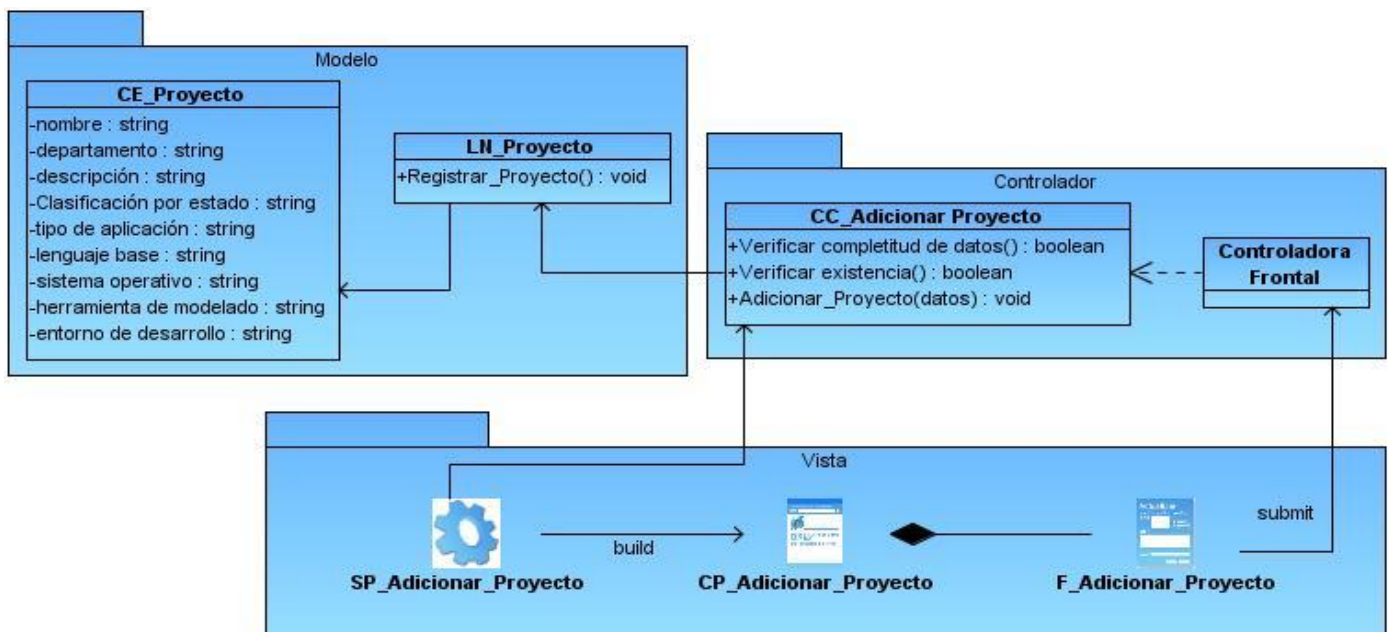 Modelo
CE_Proyecto
-nombre : string
-departamento : string
-descripción : string
-Clasificación por estado : string
-tipo de aplicación : string
-lenguaje base : string
-sistema operativo : string
-herramienta de modelado : string
-entorno de desarrollo : string
LN_Proyecto
+Registrar_Proyecto() : void
Controlador
CC_Adicionar Proyecto
+Verificar completitud de datos() : boolean
+Verificar existencia() : boolean
+Adicionar_Proyecto(datos) : void
Controladora
Frontal
Vista
submit
build
SP_Adicionar_Proyecto
CP_Adicionar_Proyecto
F_Adicionar_Proyecto